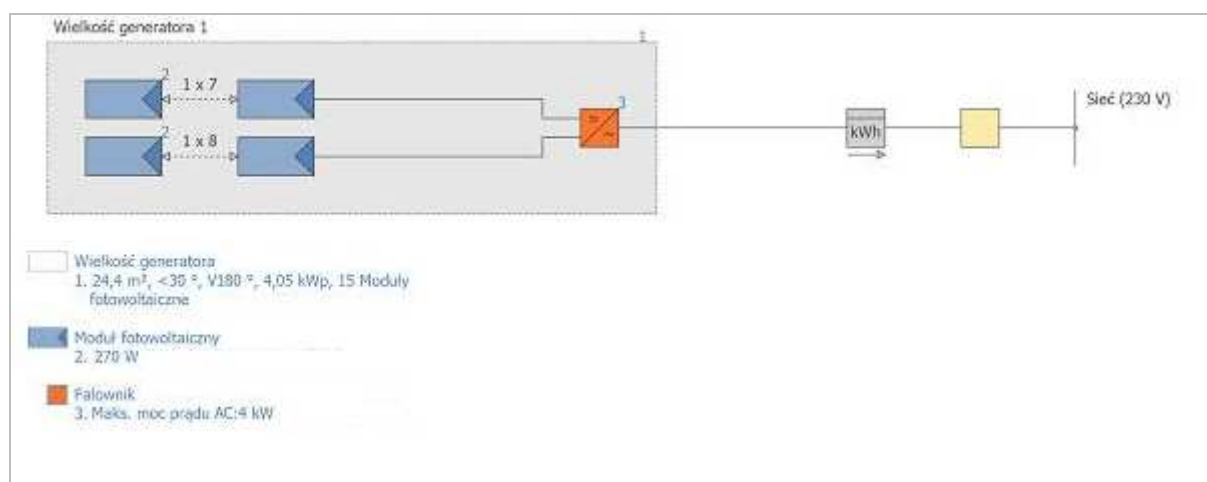 Wielkość generatora 1
1
2
1 x 7
3
Sieć (230 V)
kWh
2
1 x 8
=
~
Wielkość generatora
1. 24,4 m², <30 °, V180 °, 4,05 kWp, 15 Moduły
fotowoltaiczne
Moduł fotowoltaiczny
2. 270 W
Falownik
3. Maks. moc prądu AC:4 kW